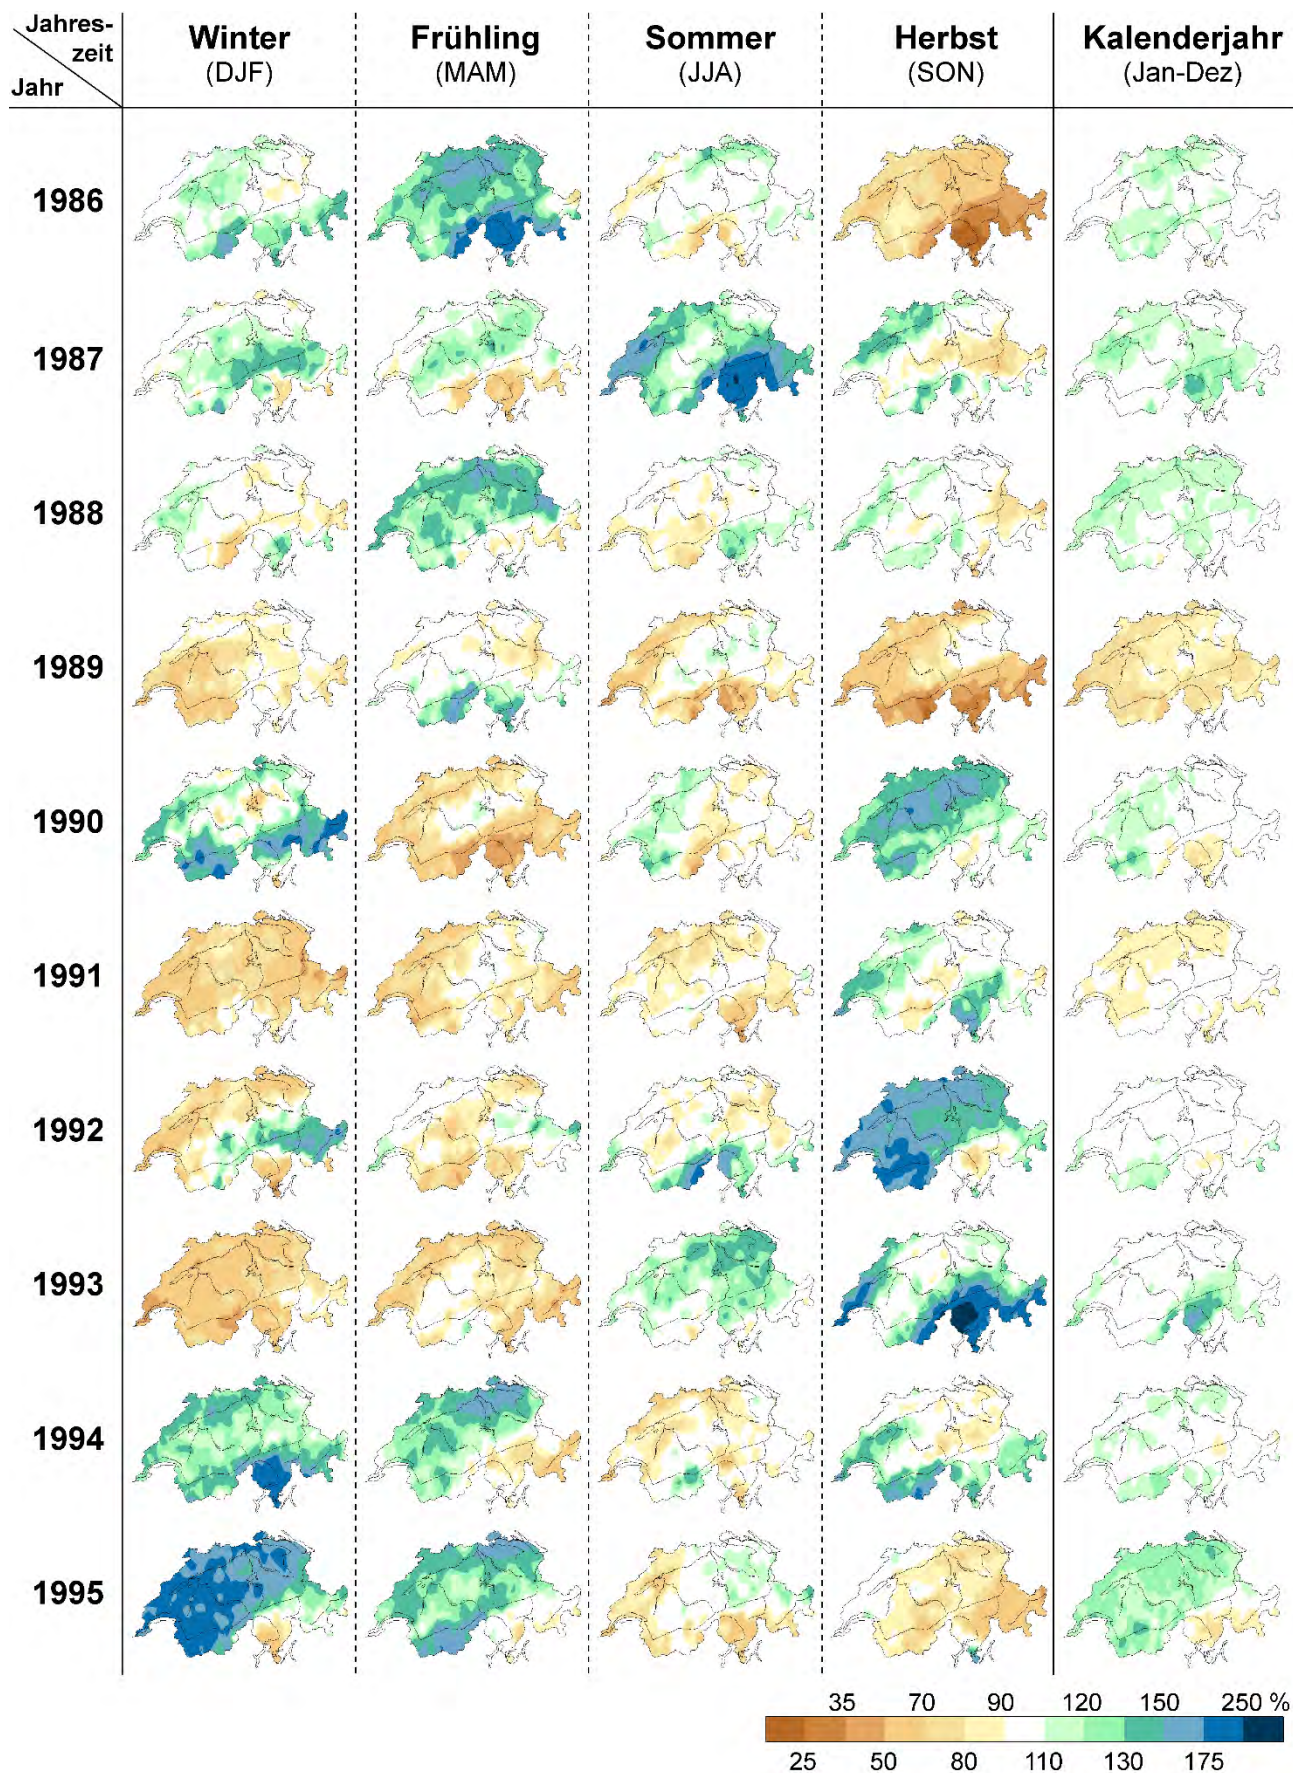 Jahres-
zeit
Jahr
Winter
(DJF)
Frühling
(MAM)
Sommer
(JJA)
Herbst
(SON)
Kalenderjahr
(Jan-Dez)
1986
1987
1988
1989
1990
1991
1992
1993
1994
1995
35 70 90 120 150 250 %
25 50 80 110 130 175